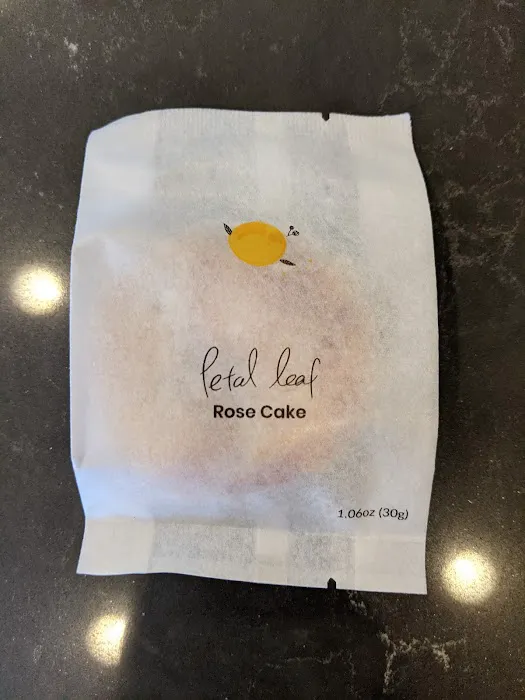 Petal leaf
Rose Cake
1.06oz (30g)